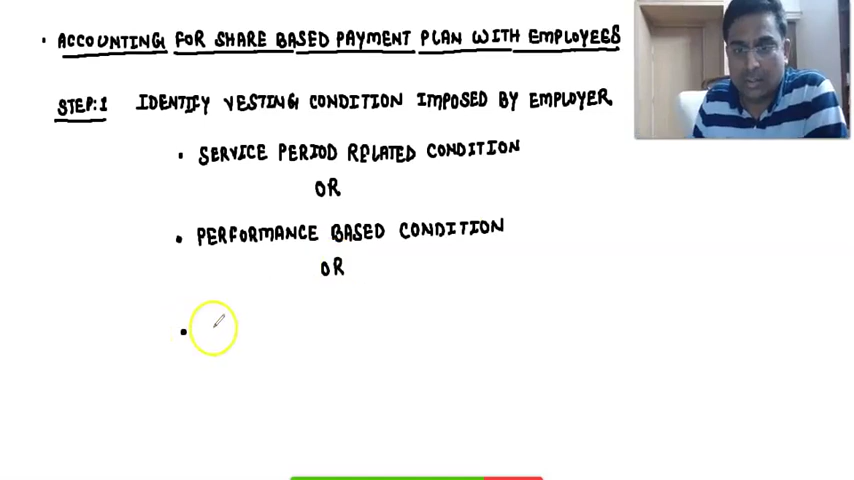 • ACCOUNTING FOR SHARE BASED PAYMENT PLAN WITH EMPLOYEES
STEP:1 IDENTIFY VESTING CONDITION IMPOSED BY EMPLOYER
• SERVICE PERIOD RELATED CONDITION
OR
• PERFORMANCE BASED CONDITION
OR
•